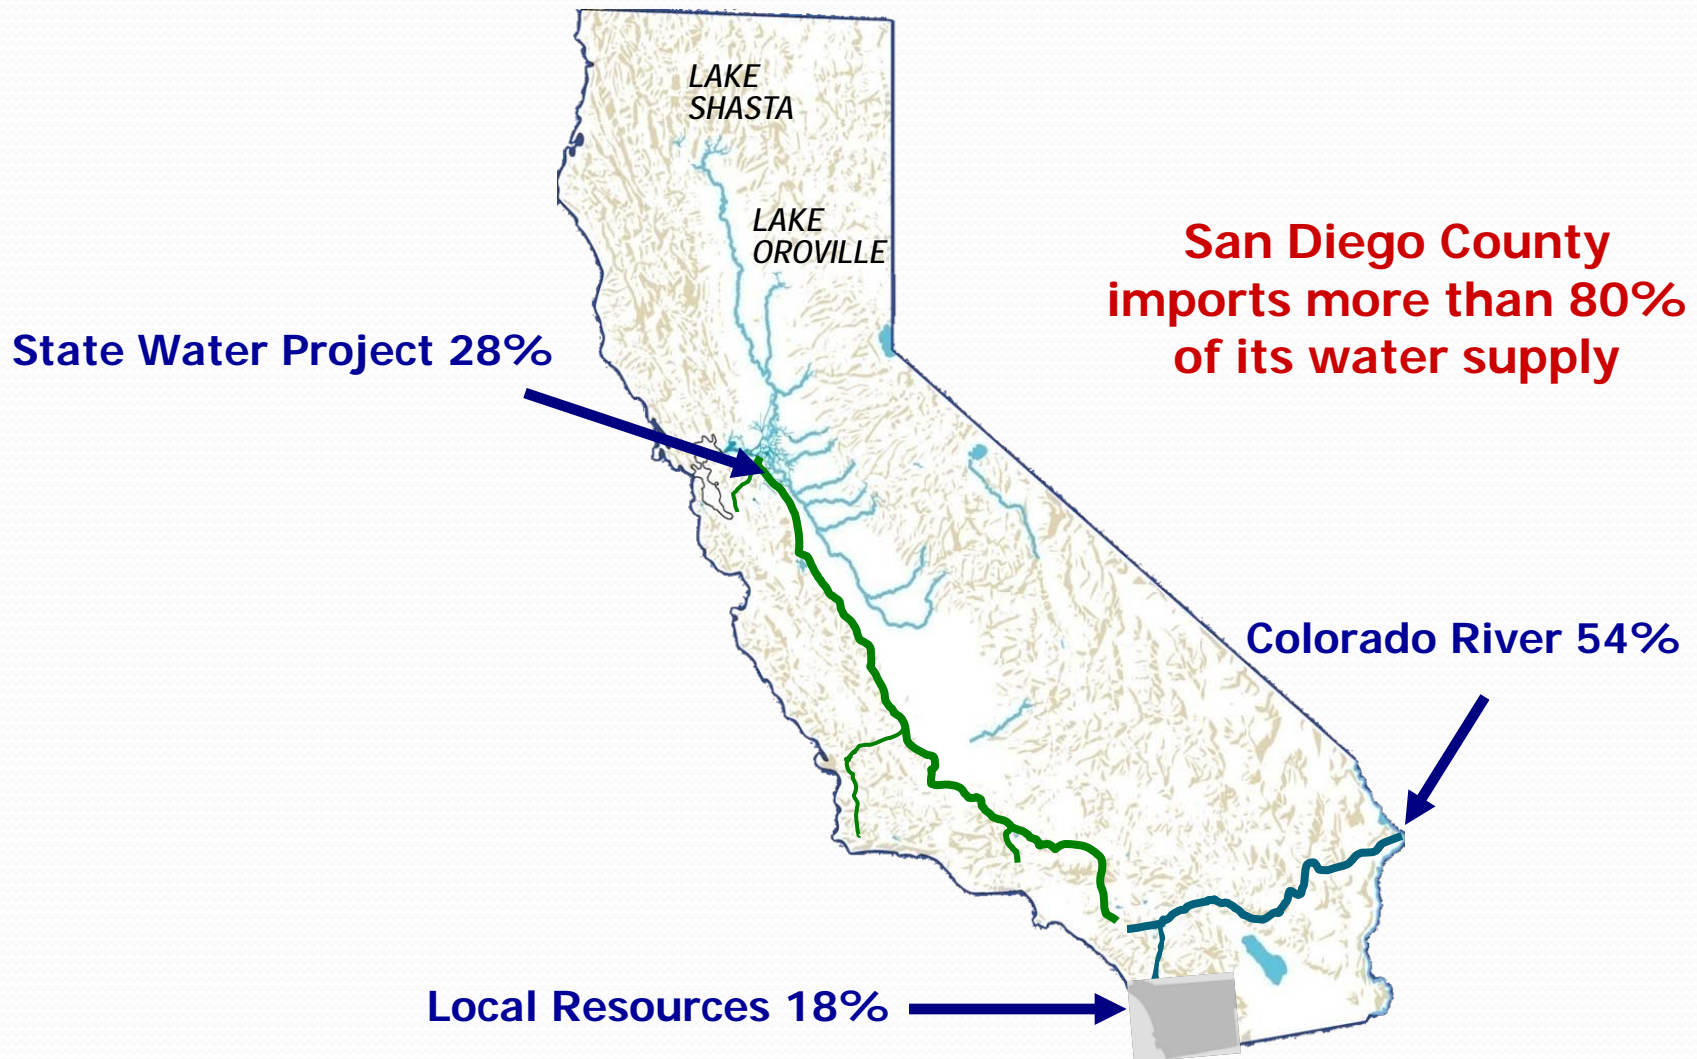 LAKE
SHASTA
LAKE
OROVILLE
San Diego County
imports more than 80%
of its water supply
State Water Project 28%
Colorado River 54%
Local Resources 18%